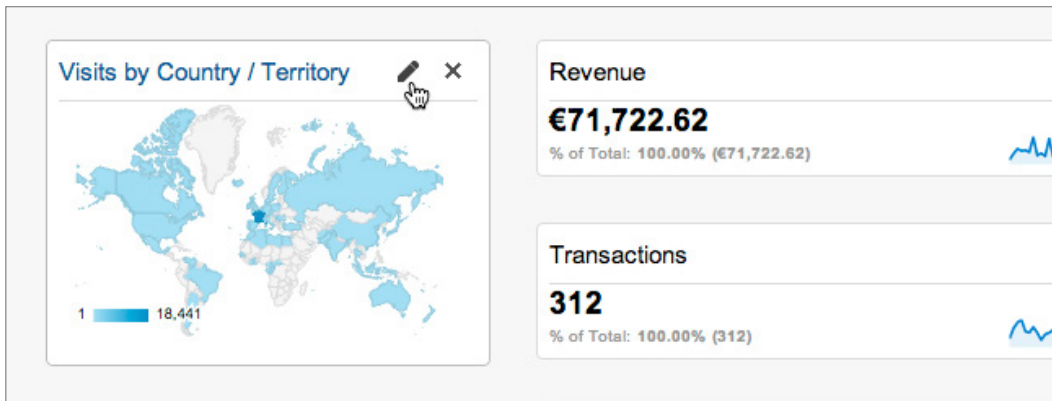 Visits by Country / Territory
1 18,441
Revenue
€71,722.62
% of Total: 100.00% (€71,722.62)
Transactions
312
% of Total: 100.00% (312)